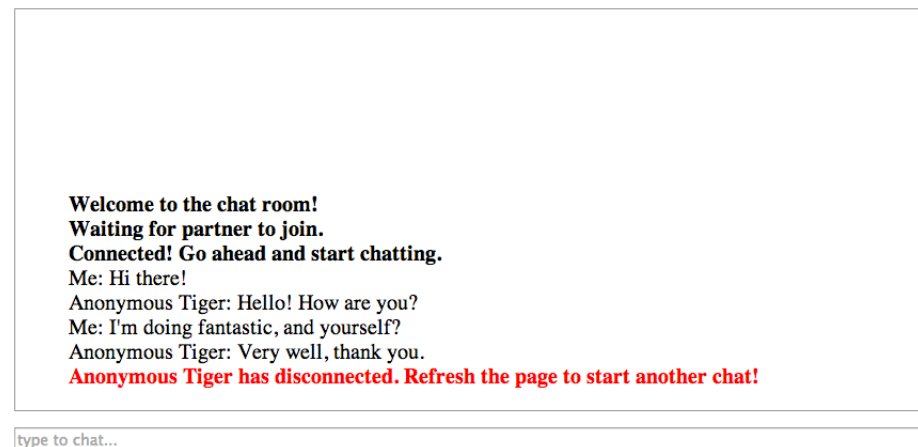 Welcome to the chat room!
Waiting for partner to join.
Connected! Go ahead and start chatting.
Me: Hi there!
Anonymous Tiger: Hello! How are you?
Me: I'm doing fantastic, and yourself?
Anonymous Tiger: Very well, thank you.
Anonymous Tiger has disconnected. Refresh the page to start another chat!
type to chat...